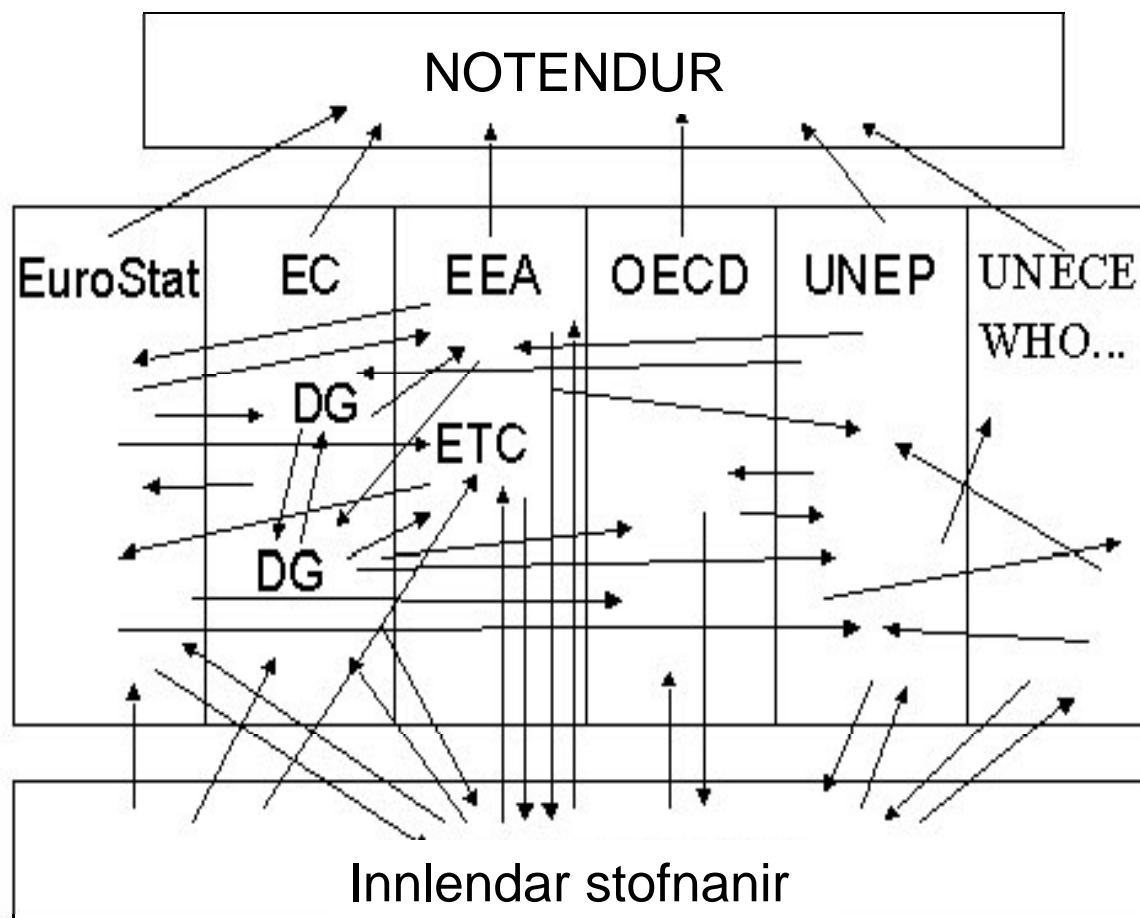 NOTENDUR
EuroStat
EC
EEA
OECD
UNEP
UNECE
WHO...
DG
ETC
DG
Innlendar stofnanir